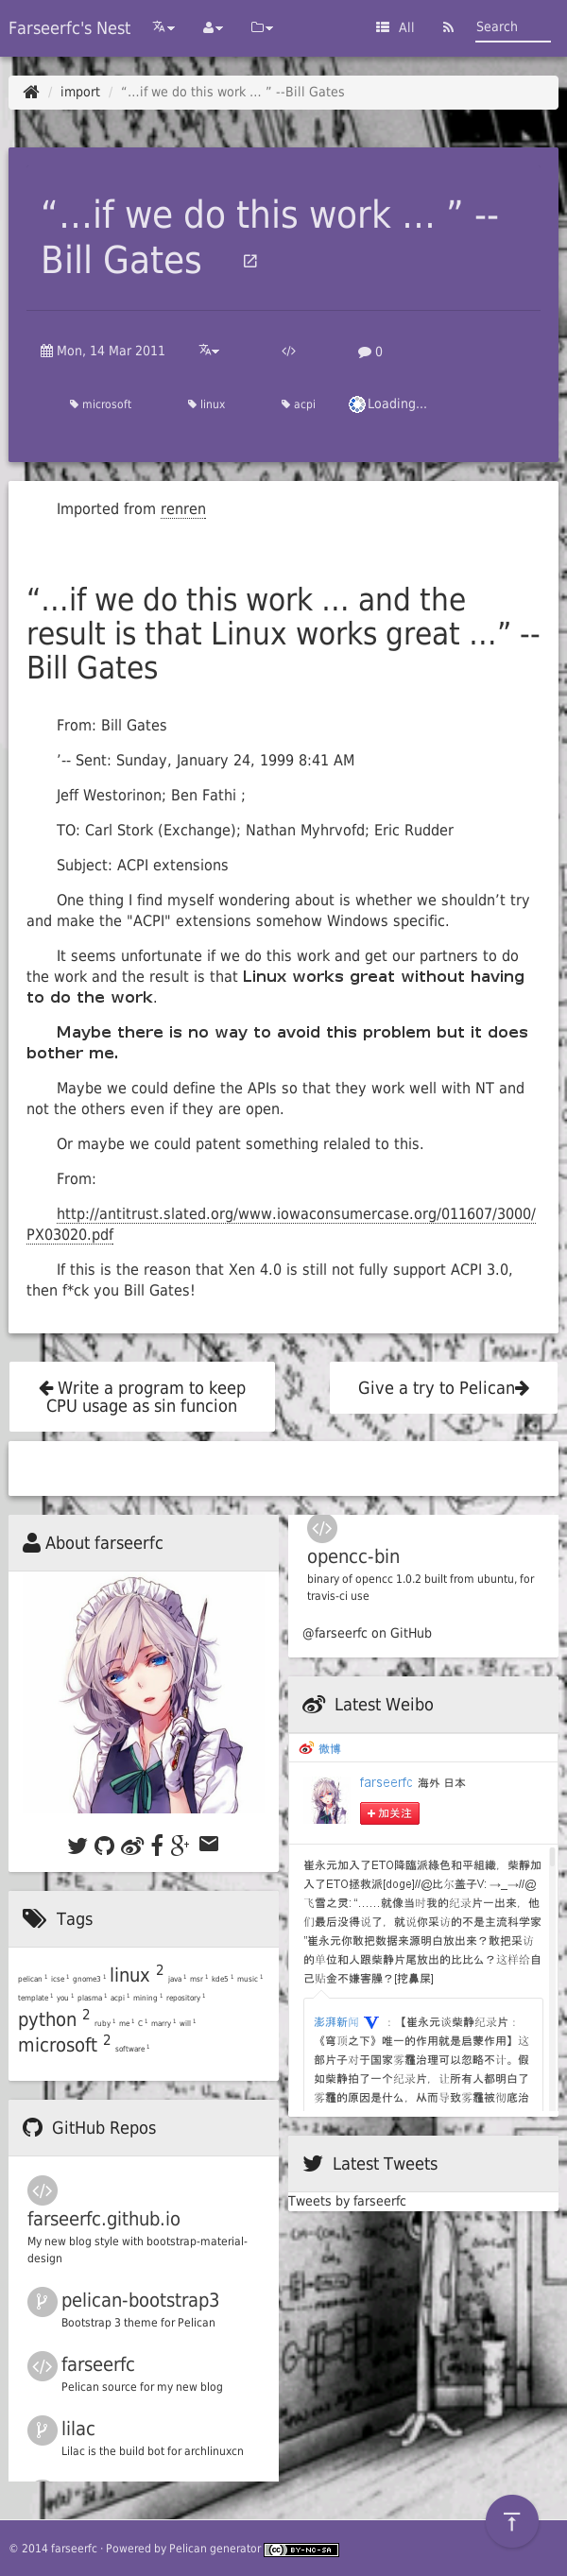 Farseerfc's Nest
All
Search
import / “...if we do this work ... ” --Bill Gates
“...if we do this work ... ” --
Bill Gates
Mon, 14 Mar 2011
0
microsoft
linux
acpi
Loading...
Imported from renren
“...if we do this work ... and the
result is that Linux works great ...” --
Bill Gates
From: Bill Gates
‘-- Sent: Sunday, January 24, 1999 8:41 AM
Jeff Westorinon; Ben Fathi ;
TO: Carl Stork (Exchange); Nathan Myhrvofd; Eric Rudder
Subject: ACPI extensions
One thing I find myself wondering about is whether we shouldn’t try
and make the "ACPI" extensions somehow Windows specific.
It seems unfortunate if we do this work and get our partners to do
the work and the result is that Linux works great without having
to do the work.
Maybe there is no way to avoid this problem but it does
bother me.
Maybe we could define the APIs so that they work well with NT and
not the others even if they are open.
Or maybe we could patent something relaled to this.
From:
http://antitrust.slated.org/www.iowaconsumercase.org/011607/3000/
PX03020.pdf
If this is the reason that Xen 4.0 is still not fully support ACPI 3.0,
then f*ck you Bill Gates!
Write a program to keep
CPU usage as sin funcion
Give a try to Pelican
About farseerfc
Tags
pelican 1 icse 1 gnome3 1 linux 2 java 1 msr 1 kde5 1 music 1
template 1 you 1 plasma 1 acpi 1 mining 1 repository 1
python 2 ruby 1 me 1 C 1 marry 1 will 1
microsoft 2 software 1
GitHub Repos
farseerfc.github.io
My new blog style with bootstrap-material-
design
pelican-bootstrap3
Bootstrap 3 theme for Pelican
farseerfc
Pelican source for my new blog
lilac
Lilac is the build bot for archlinuxcn
opencc-bin
binary of opencc 1.0.2 built from ubuntu, for
travis-ci use
@farseerfc on GitHub
Latest Weibo
微博
farseerfc 海外 日本
+ 加关注
崔永元加入了ETO降臨派綠色和平組織，柴靜加
入了ETO拯救派[doge]//@比尔盖子V: →_→//@
飞雪之灵: “……就像当时我的纪录片一出来，他
们最后没得说了，就说你采访的不是主流科学家
”崔永元你敢把数据来源明白放出来？敢把采访
的单位和人跟柴静片尾放出的比比么？这样给自
己贴金不嫌害臊？[挖鼻屎]
澎湃新闻 V ：【崔永元谈柴静纪录片：
《穹顶之下》唯一的作用就是启蒙作用】这
部片子对于国家雾霾治理可以忽略不计。假
如柴静拍了一个纪录片，让所有人都明白了
雾霾的原因是什么，从而导致雾霾被彻底治
Latest Tweets
Tweets by farseerfc
© 2014 farseerfc · Powered by Pelican generator
BY-NC-SA